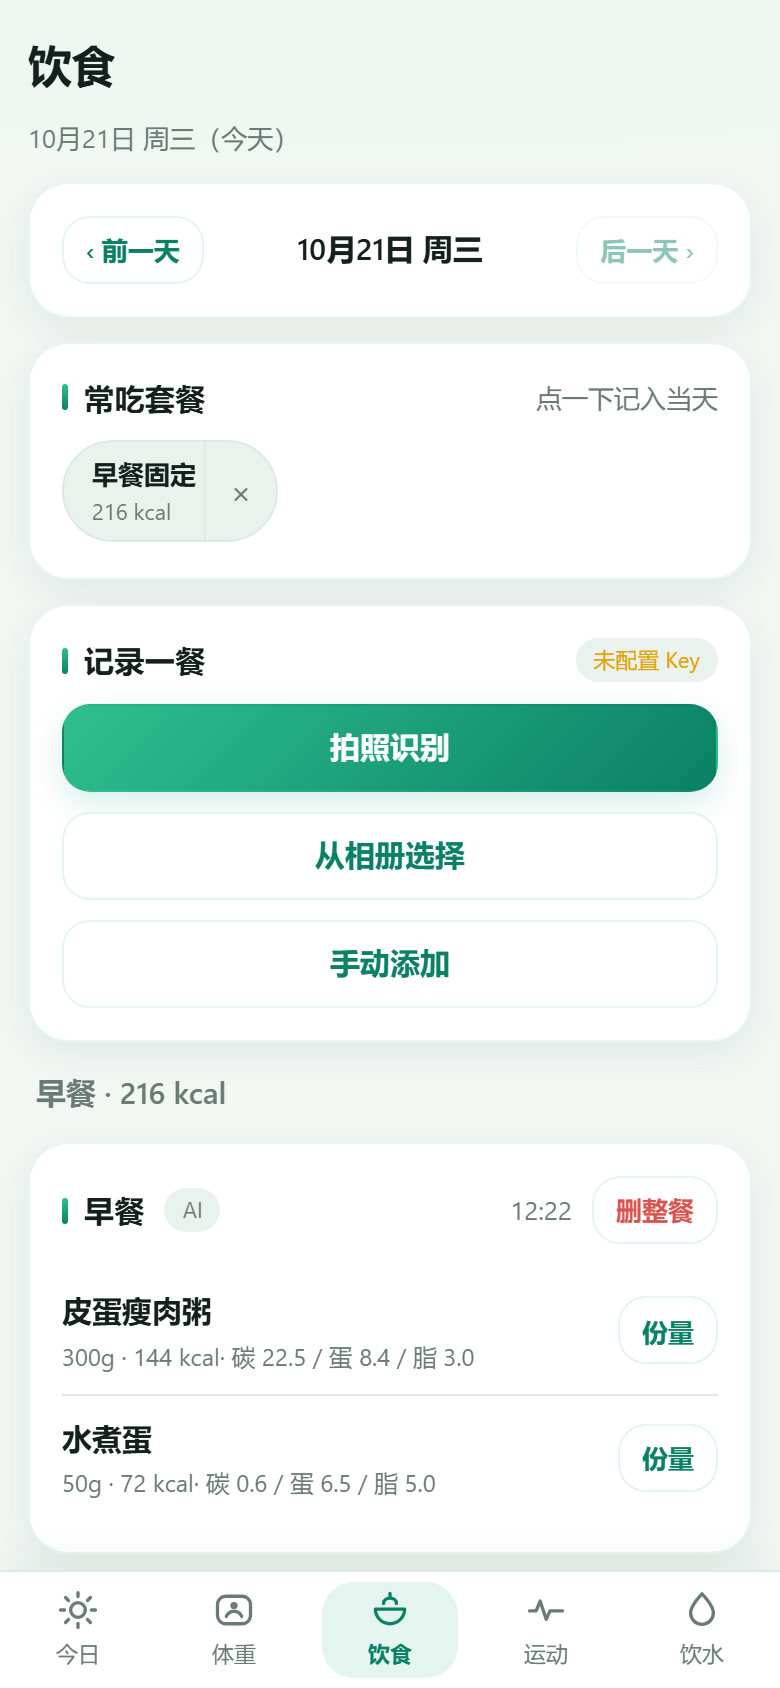 饮食
10月21日 周三（今天）
‹ 前一天
10月21日 周三
后一天 ›
常吃套餐
点一下记入当天
早餐固定
216 kcal
×
记录一餐
未配置 Key
拍照识别
从相册选择
手动添加
早餐 · 216 kcal
早餐
AI
12:22
删整餐
皮蛋瘦肉粥
300g · 144 kcal· 碳 22.5 / 蛋 8.4 / 脂 3.0
份量
水煮蛋
50g · 72 kcal· 碳 0.6 / 蛋 6.5 / 脂 5.0
份量
今日
体重
饮食
运动
饮水